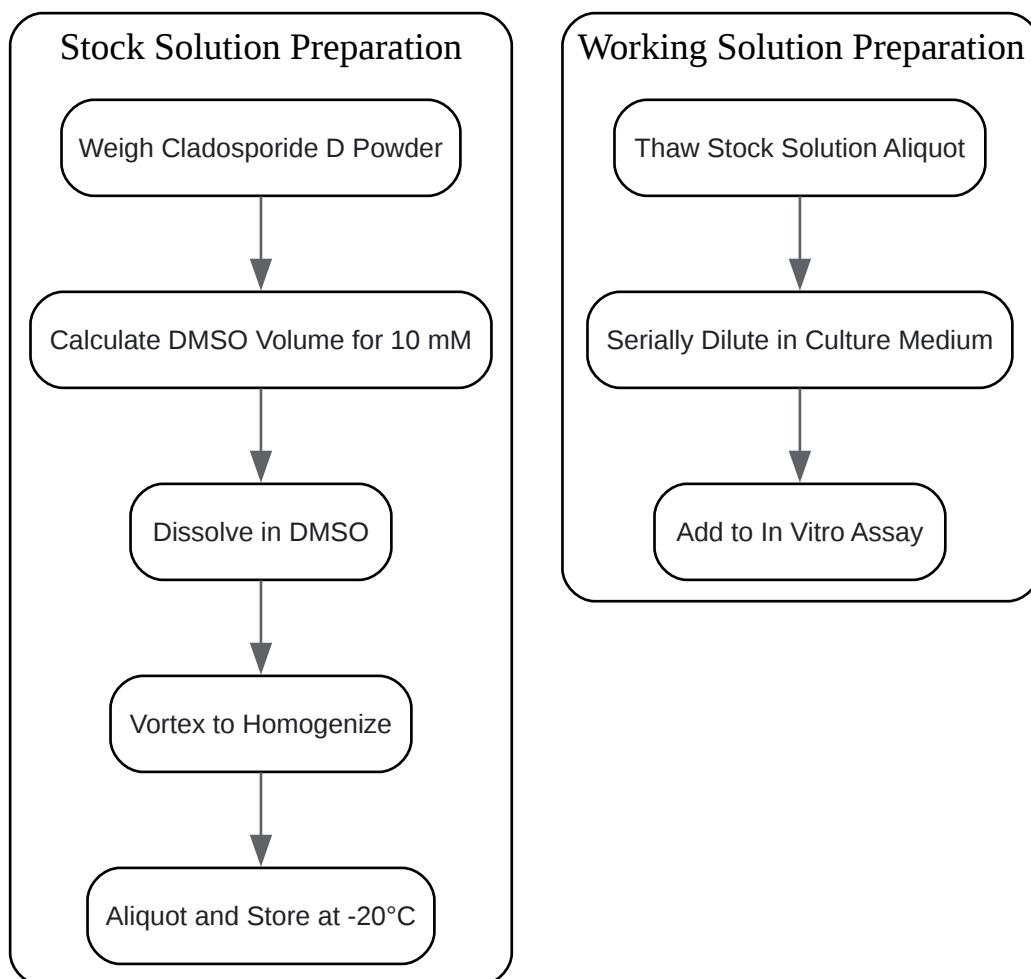 Stock Solution Preparation
Weigh Cladosporide D Powder
Calculate DMSO Volume for 10 mM
Dissolve in DMSO
Vortex to Homogenize
Aliquot and Store at -20°C
Working Solution Preparation
Thaw Stock Solution Aliquot
Serially Dilute in Culture Medium
Add to In Vitro Assay